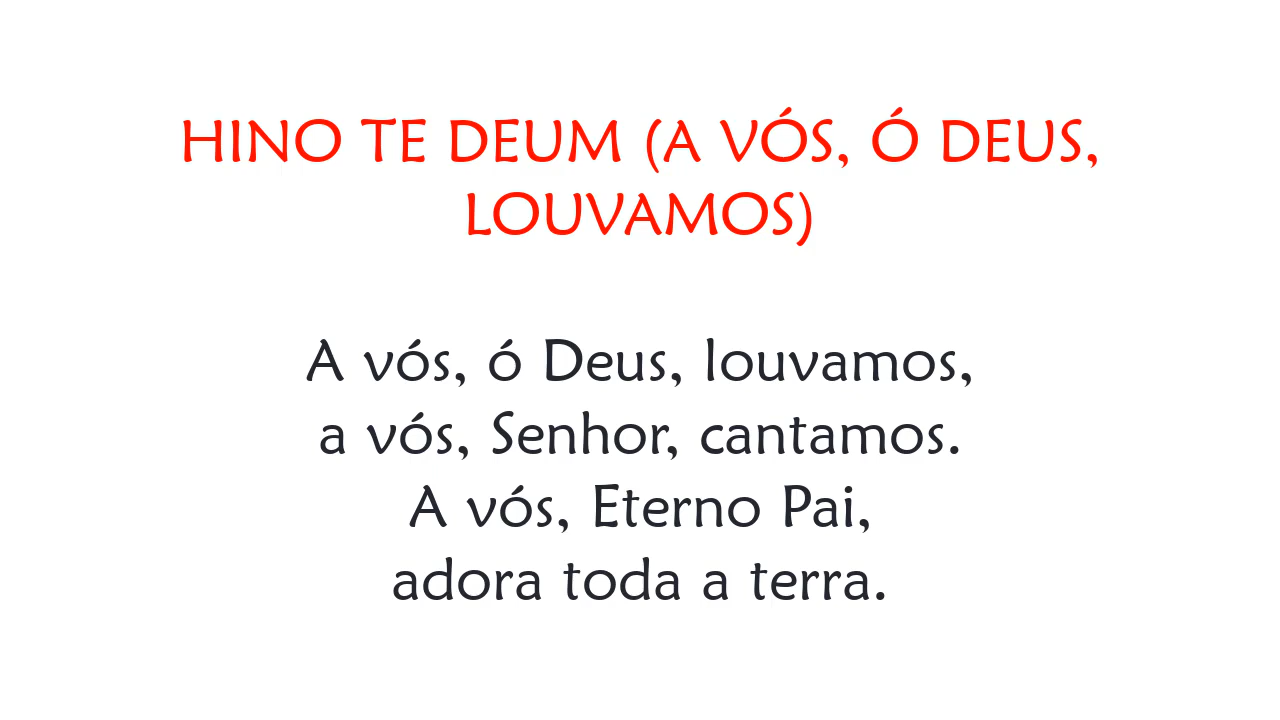 HINO TE DEUM (A VÓS, Ó DEUS,
LOUVAMOS)
A vós, ó Deus, louvamos,
a vós, Senhor, cantamos.
A vós, Eterno Pai,
adora toda a terra.